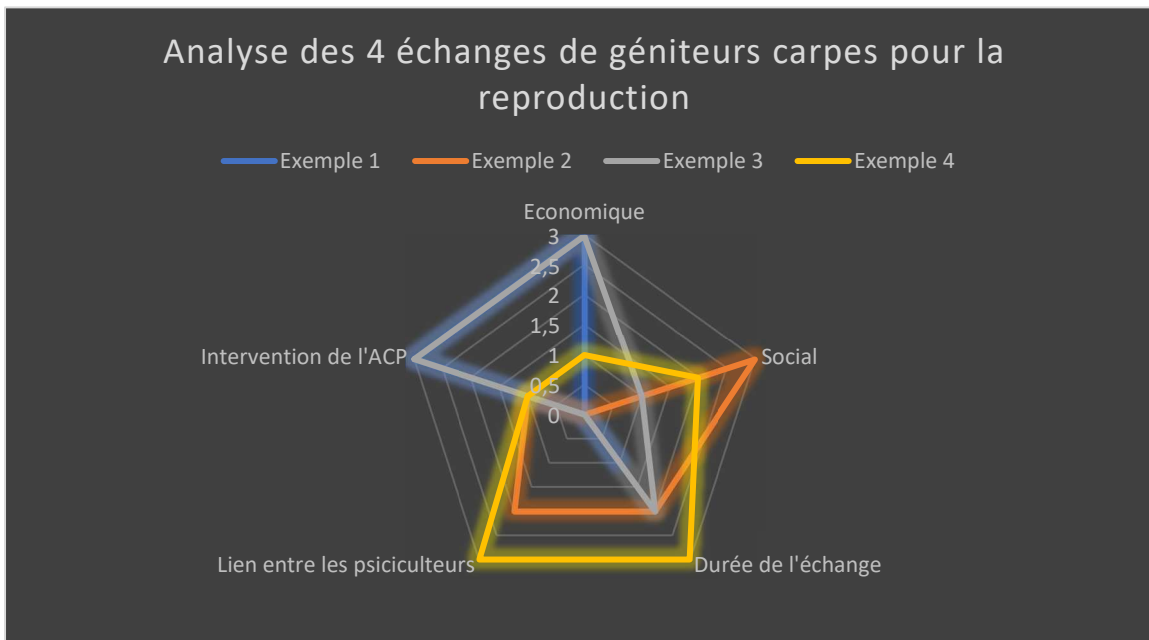 Analyse des 4 échanges de géniteurs carpes pour la
reproduction
Exemple 1 Exemple 2 Exemple 3 Exemple 4
Economique
3
2,5
2
1,5
1
0,5
0
Social
Intervention de l'ACP
Lien entre les psiciculteurs
Durée de l'échange